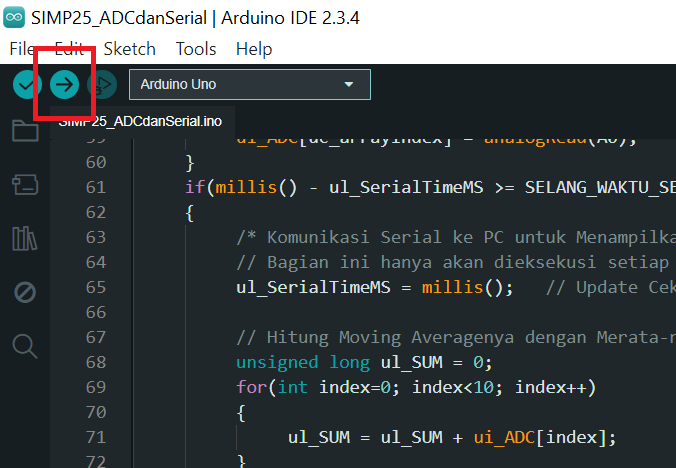 SIMP25_ADCdanSerial | Arduino IDE 2.3.4
File Edit Sketch Tools Help
Arduino Uno
SIMP25_ADCdanSerial.ino
59 ui_ADC[uc_arrayindex] = analogRead(A0);
60 }
61 if(millis() - ul_SerialTimeMS >= SELANG_WAKTU_SE
62 {
63 /* Komunikasi Serial ke PC untuk Menampilka
64 // Bagian ini hanya akan dieksekusi setiap
65 ul_SerialTimeMS = millis(); // Update Cek
66
67 // Hitung Moving Averagenya dengan Merata-r
68 unsigned long ul_SUM = 0;
69 for(int index=0; index<10; index++)
70 {
71 ul_SUM = ul_SUM + ui_ADC[index];
72 }